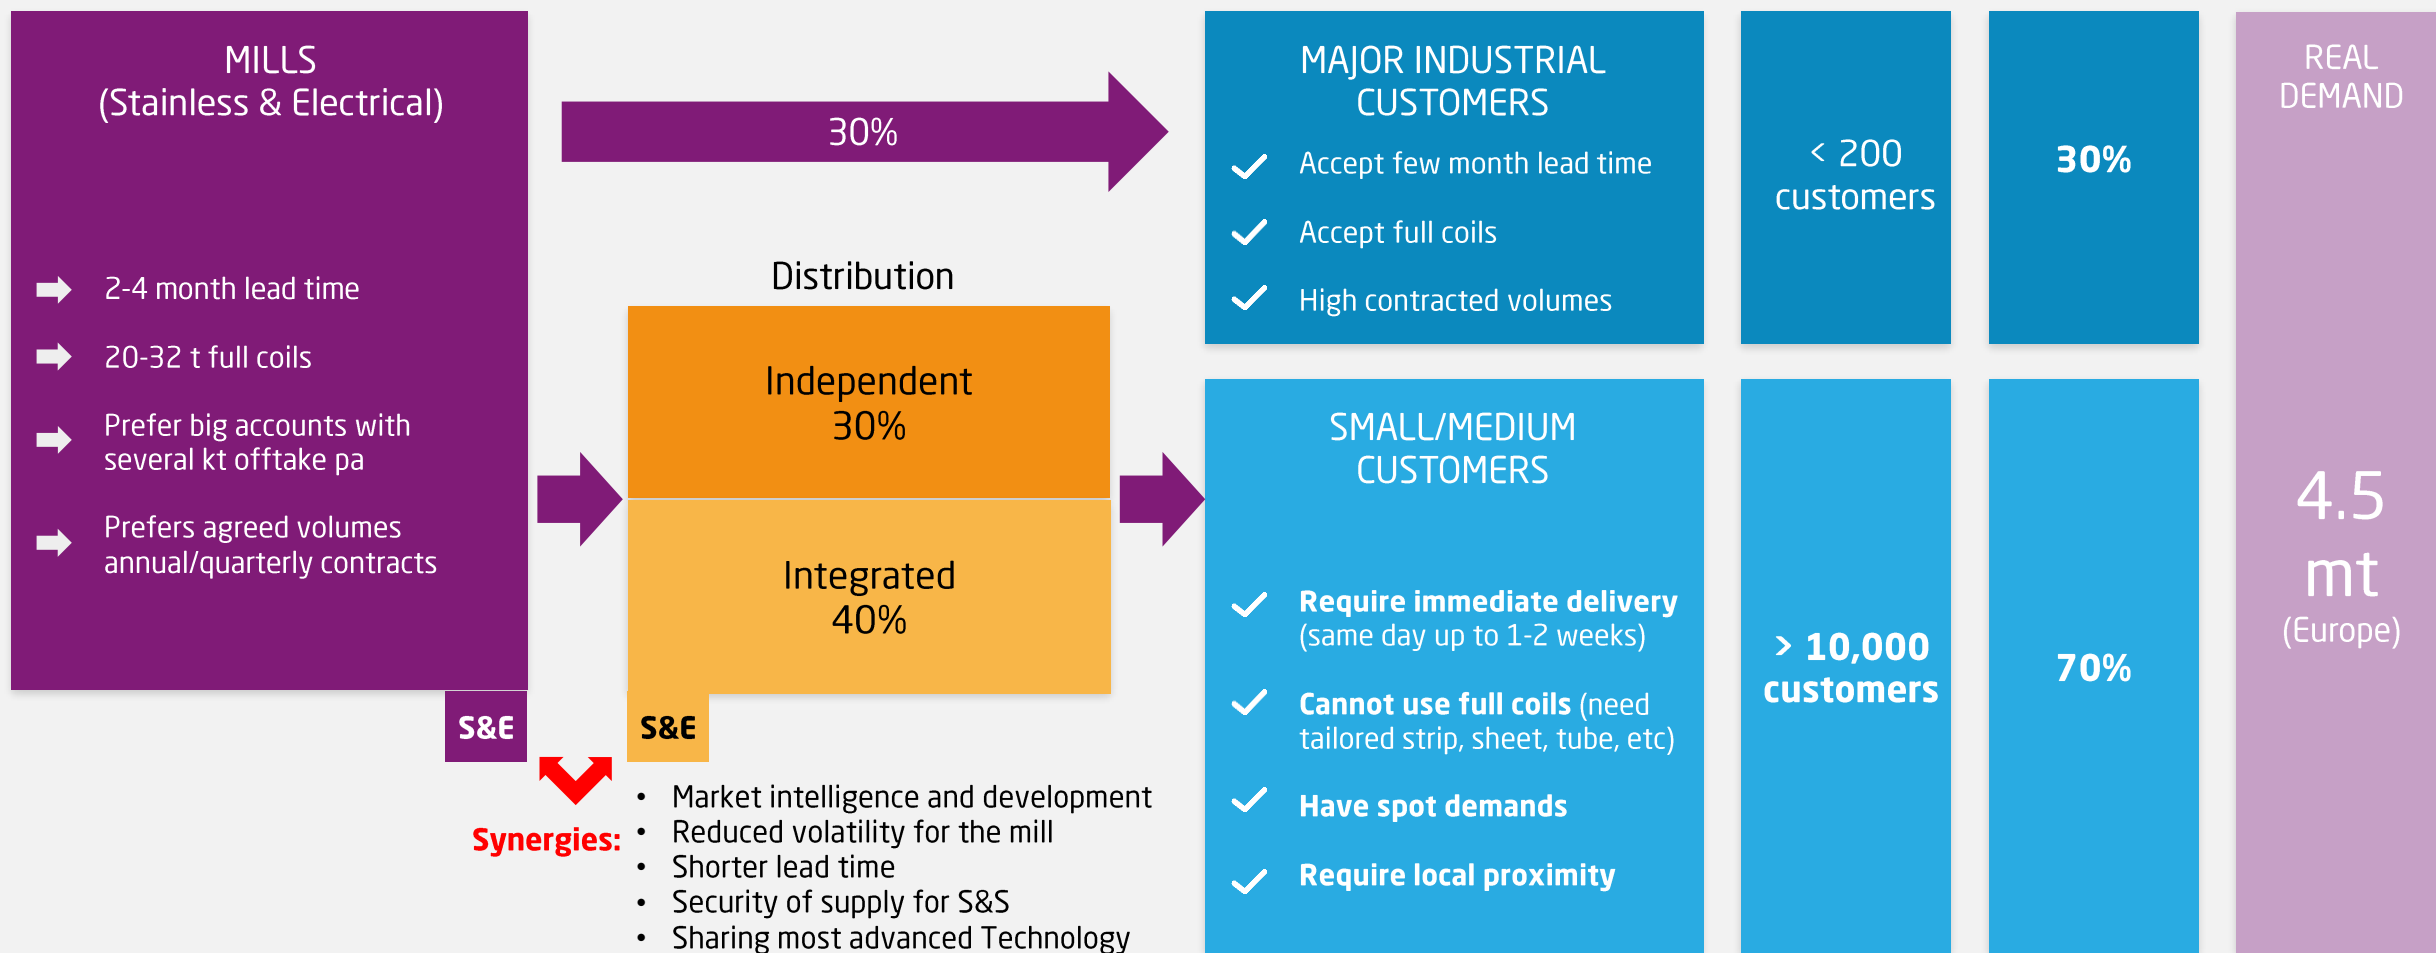 MILLS
(Stainless & Electrical)
2-4 month lead time
20-32 t full coils
Prefer big accounts with
several kt offtake pa
Prefers agreed volumes
annual/quarterly contracts
S&E
30%
Distribution
Independent
30%
Integrated
40%
S&E
Synergies:
• Market intelligence and development
• Reduced volatility for the mill
• Shorter lead time
• Security of supply for S&S
• Sharing most advanced Technology
MAJOR INDUSTRIAL
CUSTOMERS
Accept few month lead time
Accept full coils
High contracted volumes
< 200
customers
30%
SMALL/MEDIUM
CUSTOMERS
Require immediate delivery
(same day up to 1-2 weeks)
Cannot use full coils (need
tailored strip, sheet, tube, etc)
Have spot demands
Require local proximity
> 10,000
customers
70%
REAL
DEMAND
4.5
mt
(Europe)